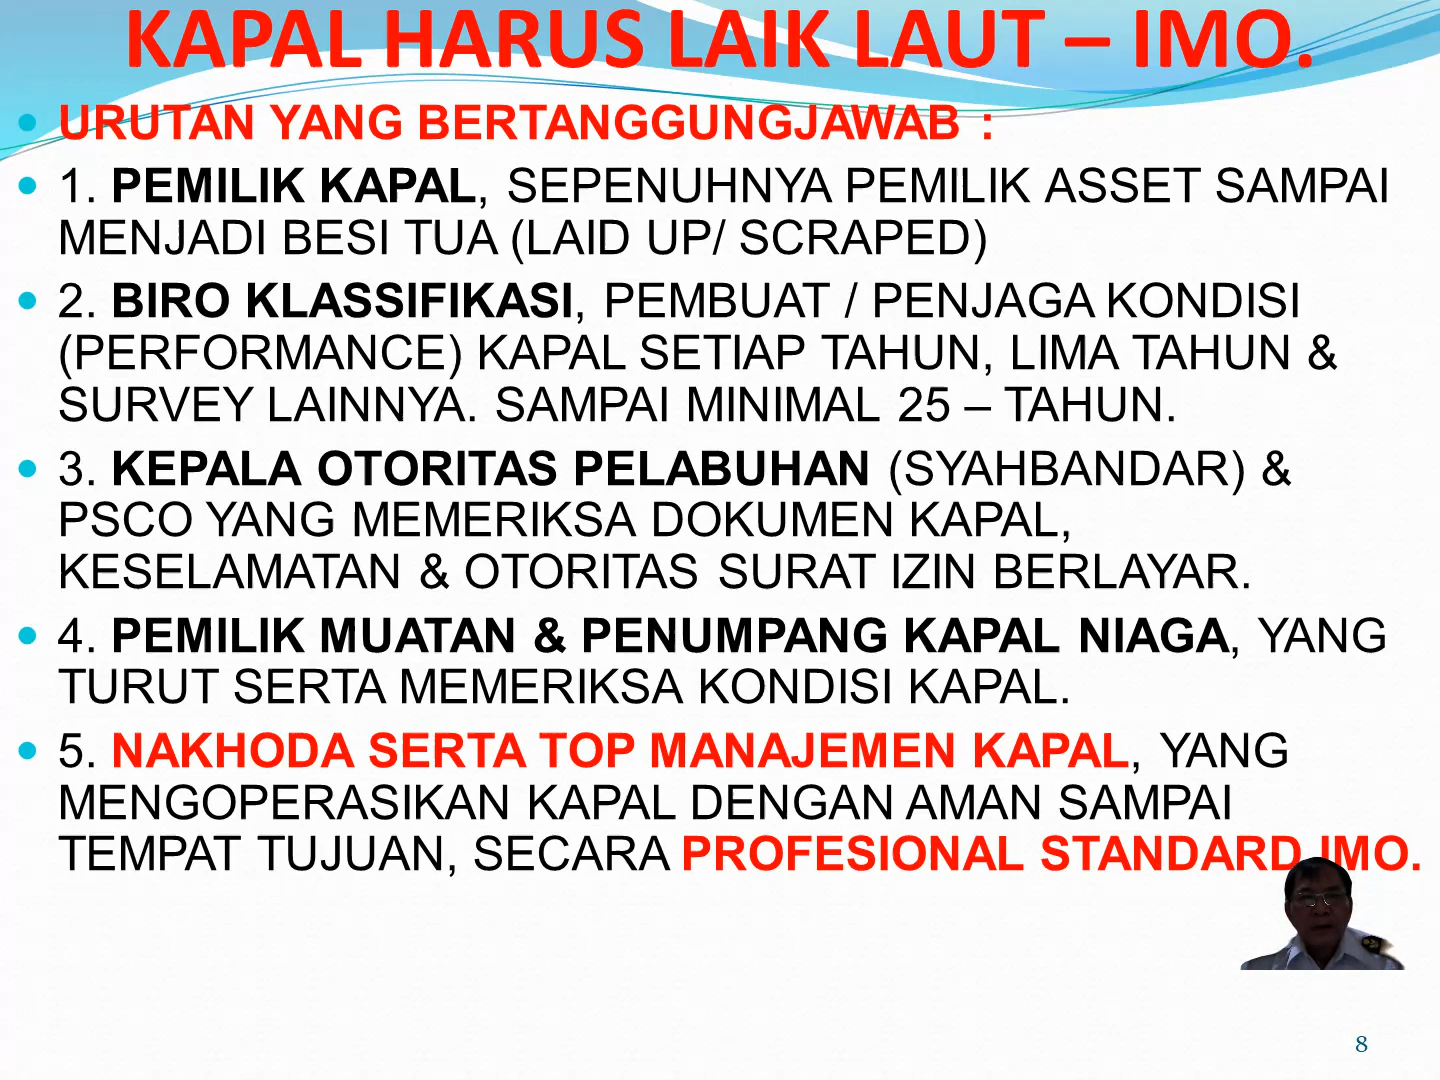 KAPAL HARUS LAIK LAUT – IMO.
URUTAN YANG BERTANGGUNGJAWAB :
1. PEMILIK KAPAL, SEPENUHNYA PEMILIK ASSET SAMPAI
MENJADI BESI TUA (LAID UP/ SCRAPED)
2. BIRO KLASSIFIKASI, PEMBUAT / PENJAGA KONDISI
(PERFORMANCE) KAPAL SETIAP TAHUN, LIMA TAHUN &
SURVEY LAINNYA. SAMPAI MINIMAL 25 – TAHUN.
3. KEPALA OTORITAS PELABUHAN (SYAHBANDAR) &
PSCO YANG MEMERIKSA DOKUMEN KAPAL,
KESELAMATAN & OTORITAS SURAT IZIN BERLAYAR.
4. PEMILIK MUATAN & PENUMPANG KAPAL NIAGA, YANG
TURUT SERTA MEMERIKSA KONDISI KAPAL.
5. NAKHODA SERTA TOP MANAJEMEN KAPAL, YANG
MENGOPERASIKAN KAPAL DENGAN AMAN SAMPAI
TEMPAT TUJUAN, SECARA PROFESIONAL STANDARD IMO.
8